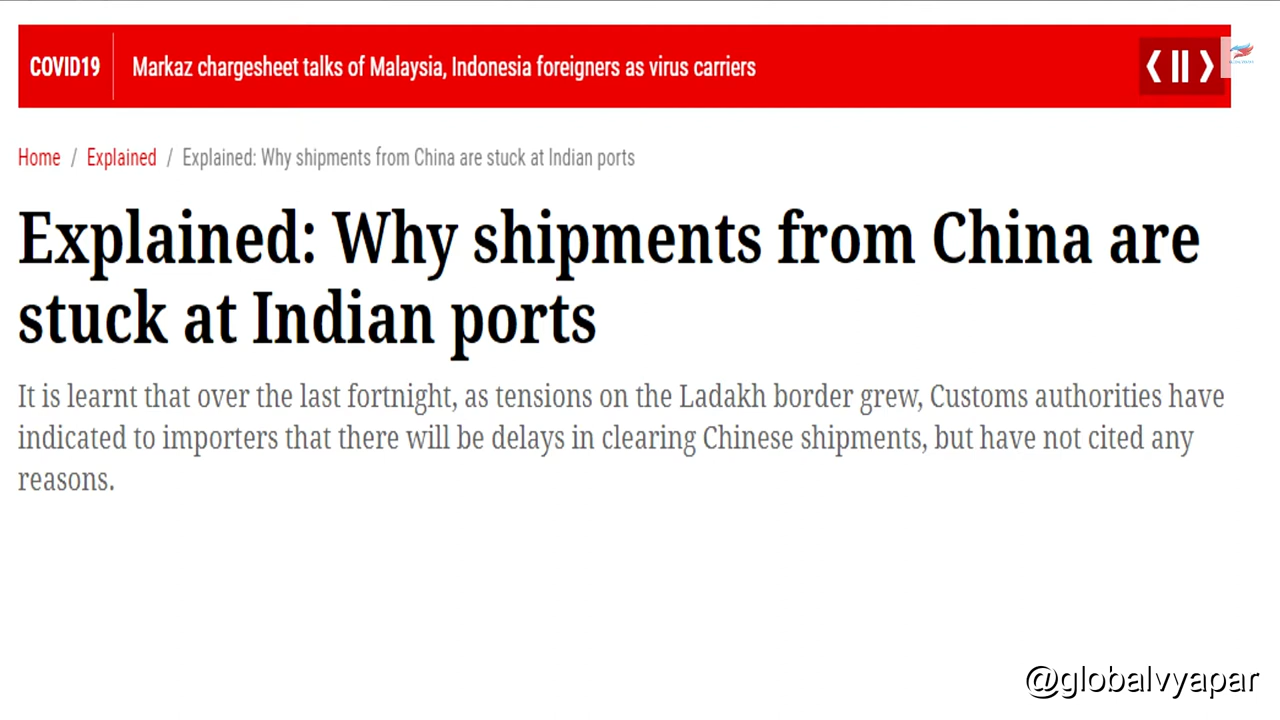 COVID19 Markaz chargesheet talks of Malaysia, Indonesia foreigners as virus carriers
Home / Explained / Explained: Why shipments from China are stuck at Indian ports
Explained: Why shipments from China are
stuck at Indian ports
It is learnt that over the last fortnight, as tensions on the Ladakh border grew, Customs authorities have
indicated to importers that there will be delays in clearing Chinese shipments, but have not cited any
reasons.
@globalvyapar